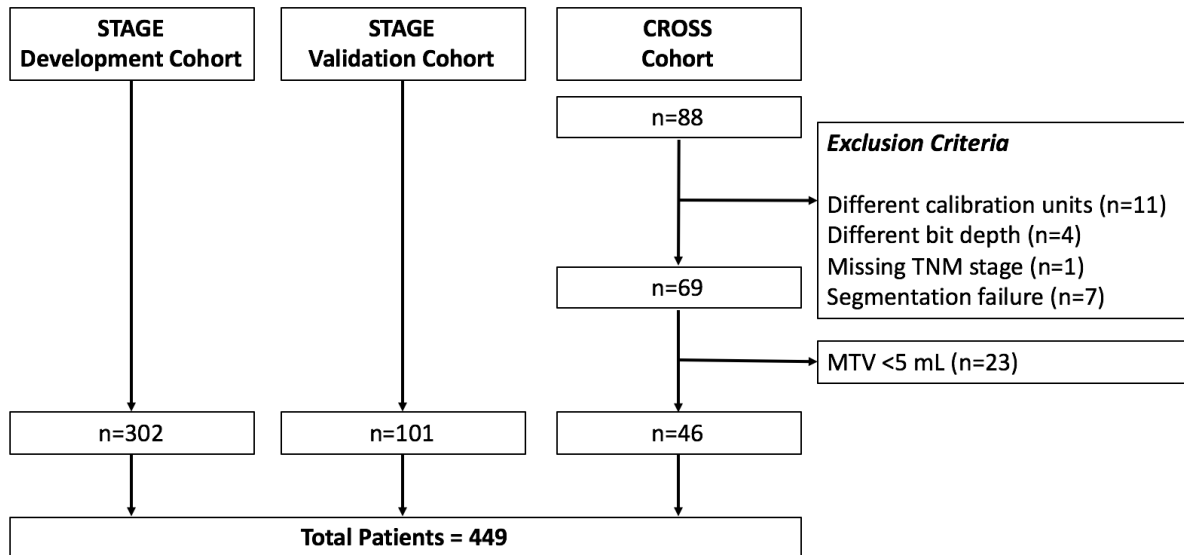 STAGE
Development Cohort
STAGE
Validation Cohort
CROSS
Cohort
n=88
Exclusion Criteria
Different calibration units (n=11)
Different bit depth (n=4)
Missing TNM stage (n=1)
Segmentation failure (n=7)
n=69
MTV <5 mL (n=23)
n=302
n=101
n=46
Total Patients = 449